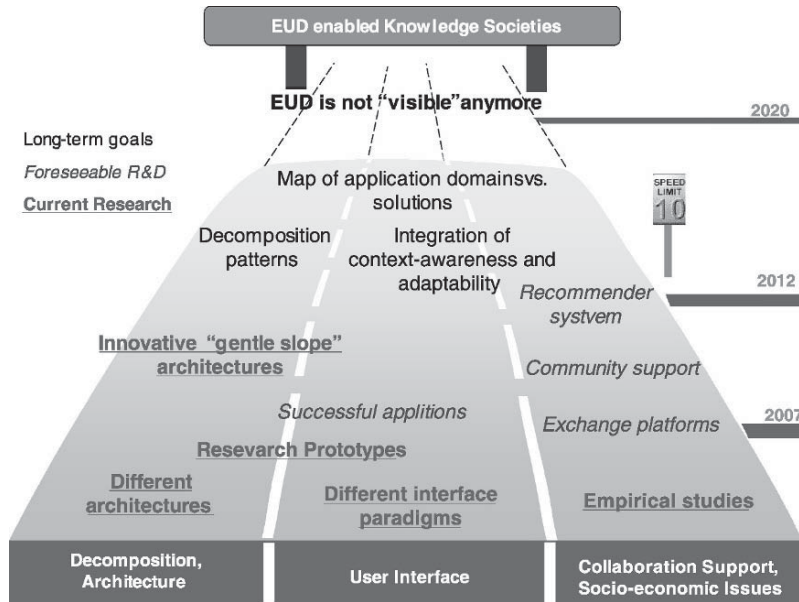 EUD enabled Knowledge Societies
EUD is not “visible”anymore
2020
Long-term goals
Foreseeable R&D
Current Research
Map of application domainsvs.
solutions
SPEED
LIMIT
10
Decomposition
patterns
Integration of
context-awareness and
adaptability
2012
Recommender
systvem
Innovative “gentle slope”
architectures
Community support
Successful applitions
Exchange platforms
2007
Resevarch Prototypes
Different
architectures
Different interface
paradigms
Empirical studies
Decomposition,
Architecture
User Interface
Collaboration Support,
Socio-economic Issues